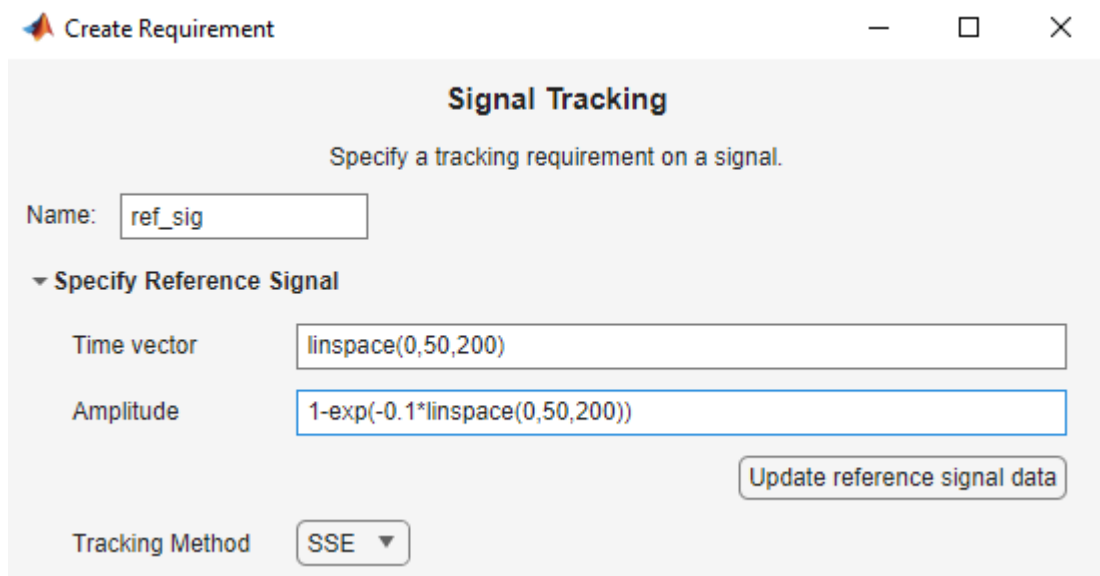 Create Requirement
Signal Tracking
Specify a tracking requirement on a signal.
Name: ref_sig
Specify Reference Signal
Time vector linspace(0,50,200)
Amplitude 1-exp(-0.1*linspace(0,50,200))
Update reference signal data
Tracking Method SSE